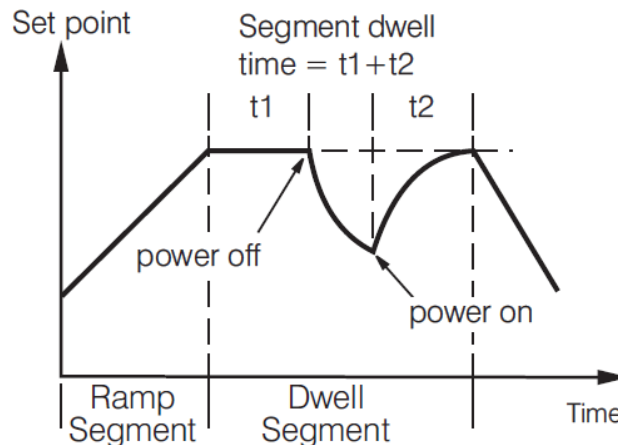 Set point
Segment dwell
time = t1+t2
t1
t2
power off
power on
Ramp
Segment
Dwell
Segment
Time